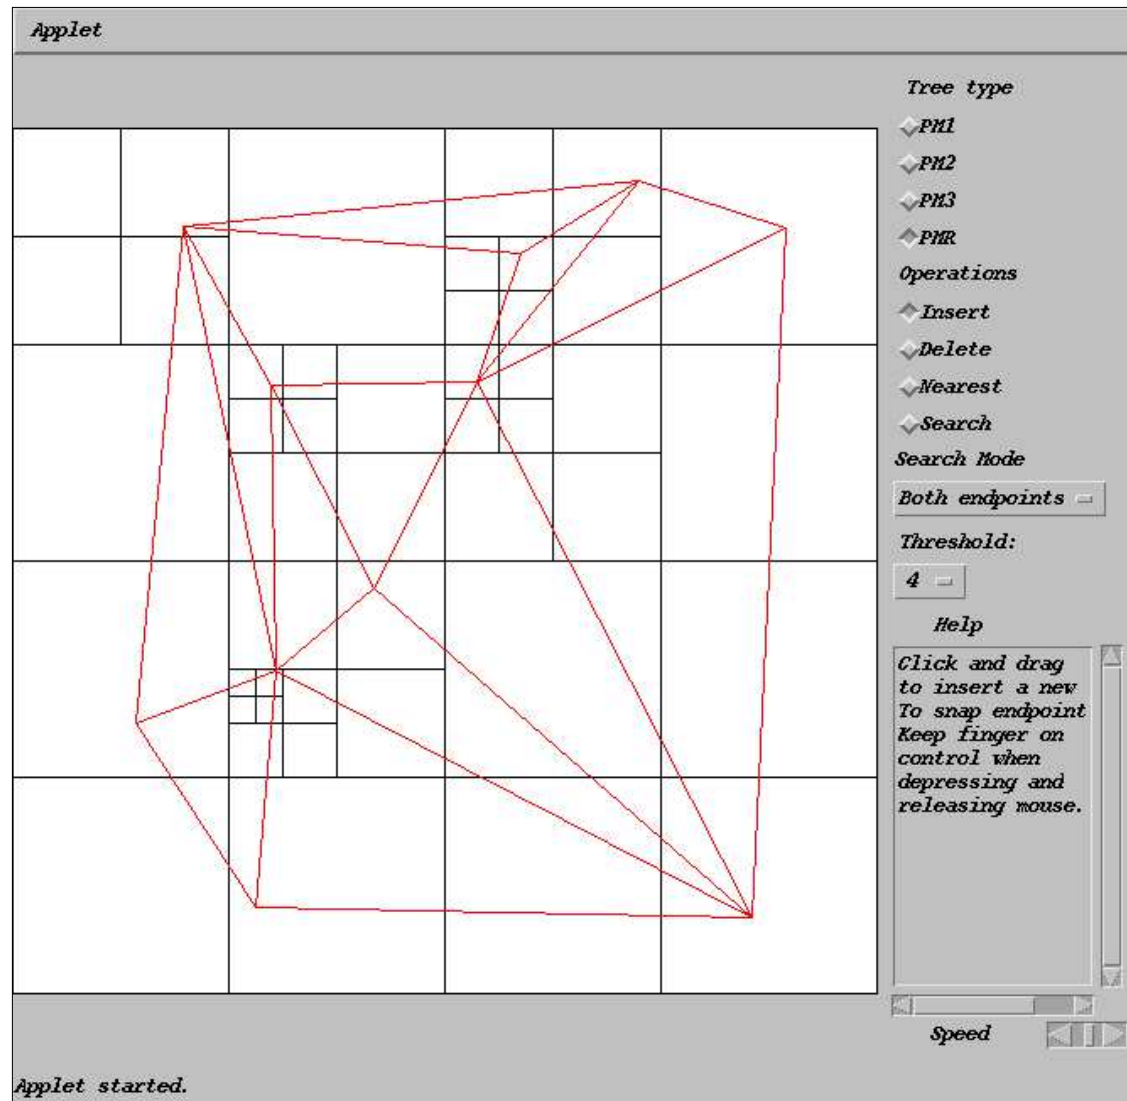 Applet
Tree type
PM1
PM2
PM3
PMR
Operations
Insert
Delete
Nearest
Search
Search Mode
Both endpoints
Threshold:
4
Help
Click and drag
to insert a new
To snap endpoint
Keep finger on
control when
depressing and
releasing mouse.
Speed
Applet started.